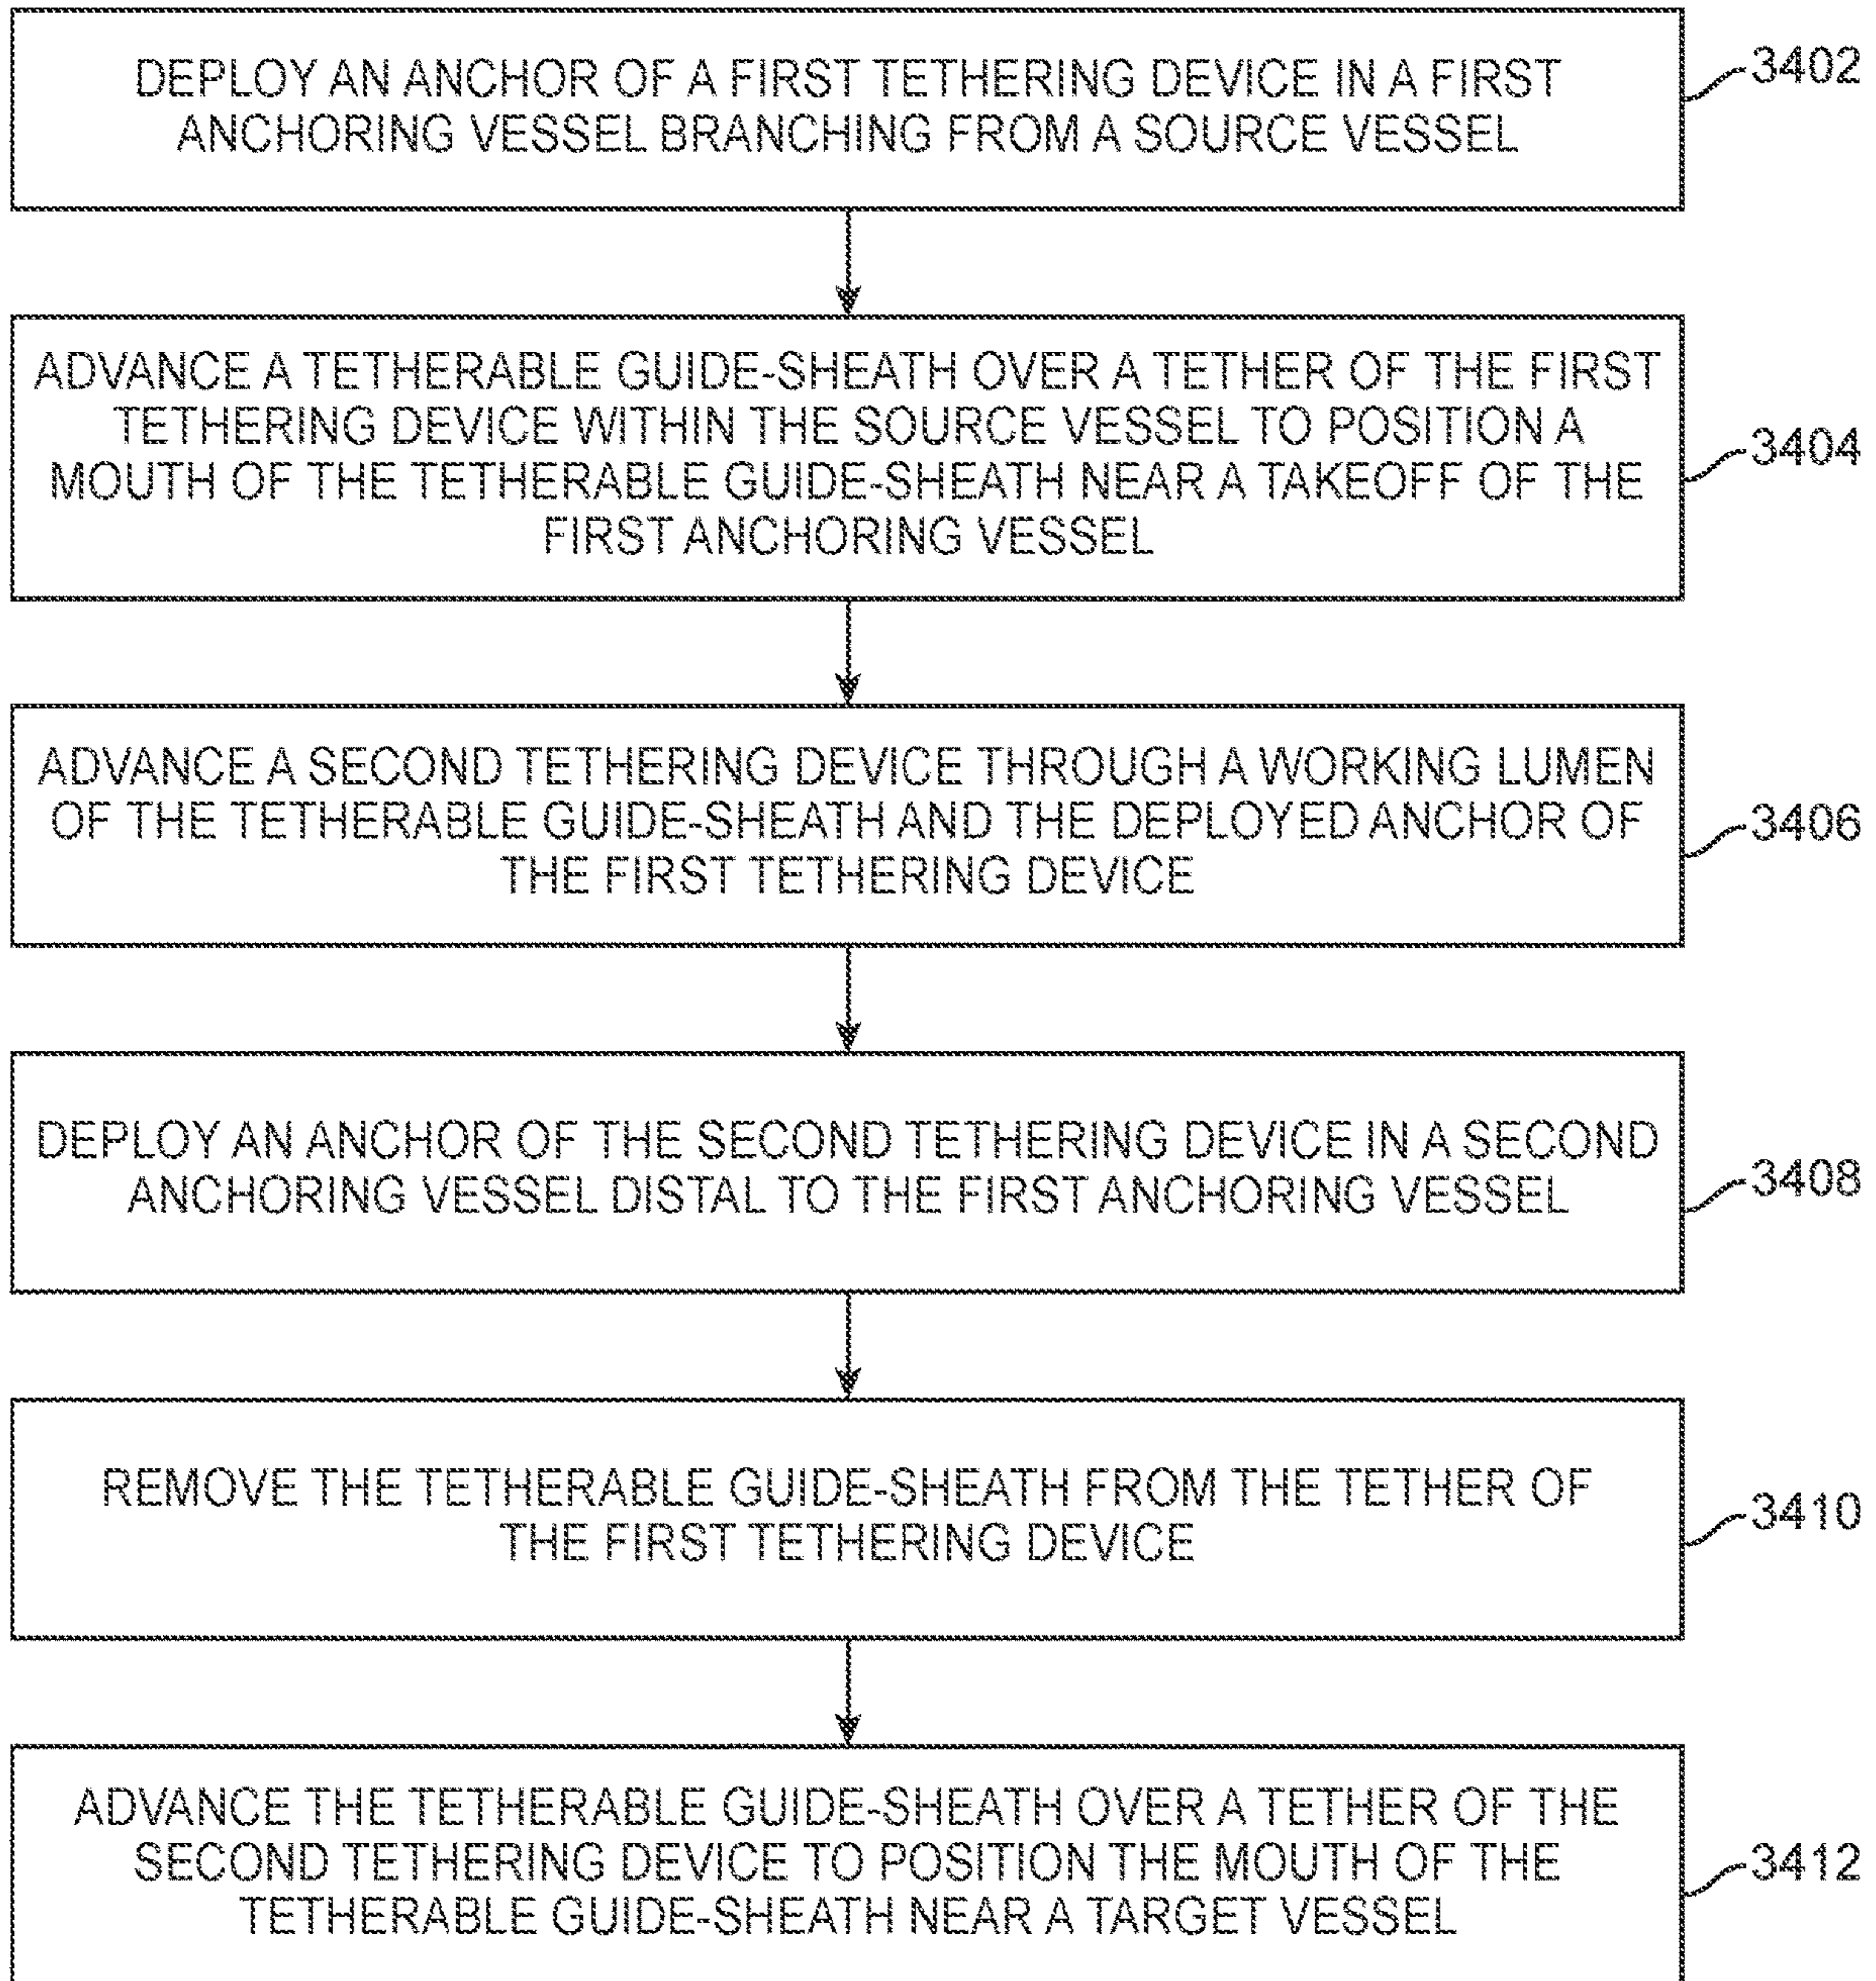 DEPLOY AN ANCHOR OF A FIRST TETHERING DEVICE IN A FIRST
ANCHORING VESSEL BRANCHING FROM A SOURCE VESSEL
3402
ADVANCE A TETHERABLE GUIDE-SHEATH OVER A TETHER OF THE FIRST
TETHERING DEVICE WITHIN THE SOURCE VESSEL TO POSITION A
MOUTH OF THE TETHERABLE GUIDE-SHEATH NEAR A TAKEOFF OF THE
FIRST ANCHORING VESSEL
3404
ADVANCE A SECOND TETHERING DEVICE THROUGH A WORKING LUMEN
OF THE TETHERABLE GUIDE-SHEATH AND THE DEPLOYED ANCHOR OF
THE FIRST TETHERING DEVICE
3406
DEPLOY AN ANCHOR OF THE SECOND TETHERING DEVICE IN A SECOND
ANCHORING VESSEL DISTAL TO THE FIRST ANCHORING VESSEL
3408
REMOVE THE TETHERABLE GUIDE-SHEATH FROM THE TETHER OF
THE FIRST TETHERING DEVICE
3410
ADVANCE THE TETHERABLE GUIDE-SHEATH OVER A TETHER OF THE
SECOND TETHERING DEVICE TO POSITION THE MOUTH OF THE
TETHERABLE GUIDE-SHEATH NEAR A TARGET VESSEL
3412